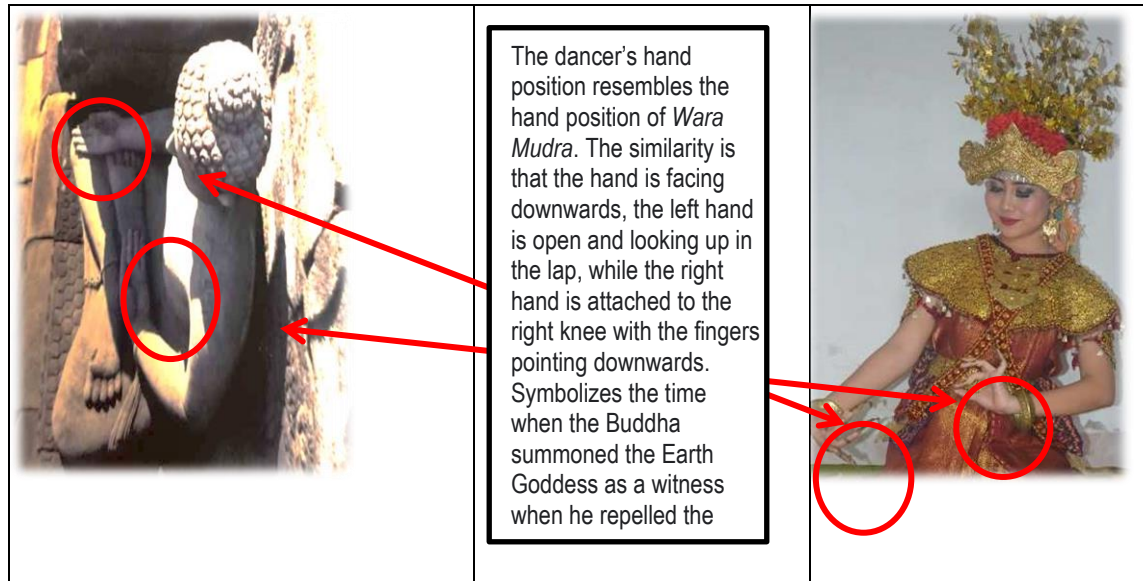 The dancer’s hand
position resembles the
hand position of Wara
Mudra. The similarity is
that the hand is facing
downwards, the left hand
is open and looking up in
the lap, while the right
hand is attached to the
right knee with the fingers
pointing downwards.
Symbolizes the time
when the Buddha
summoned the Earth
Goddess as a witness
when he repelled the